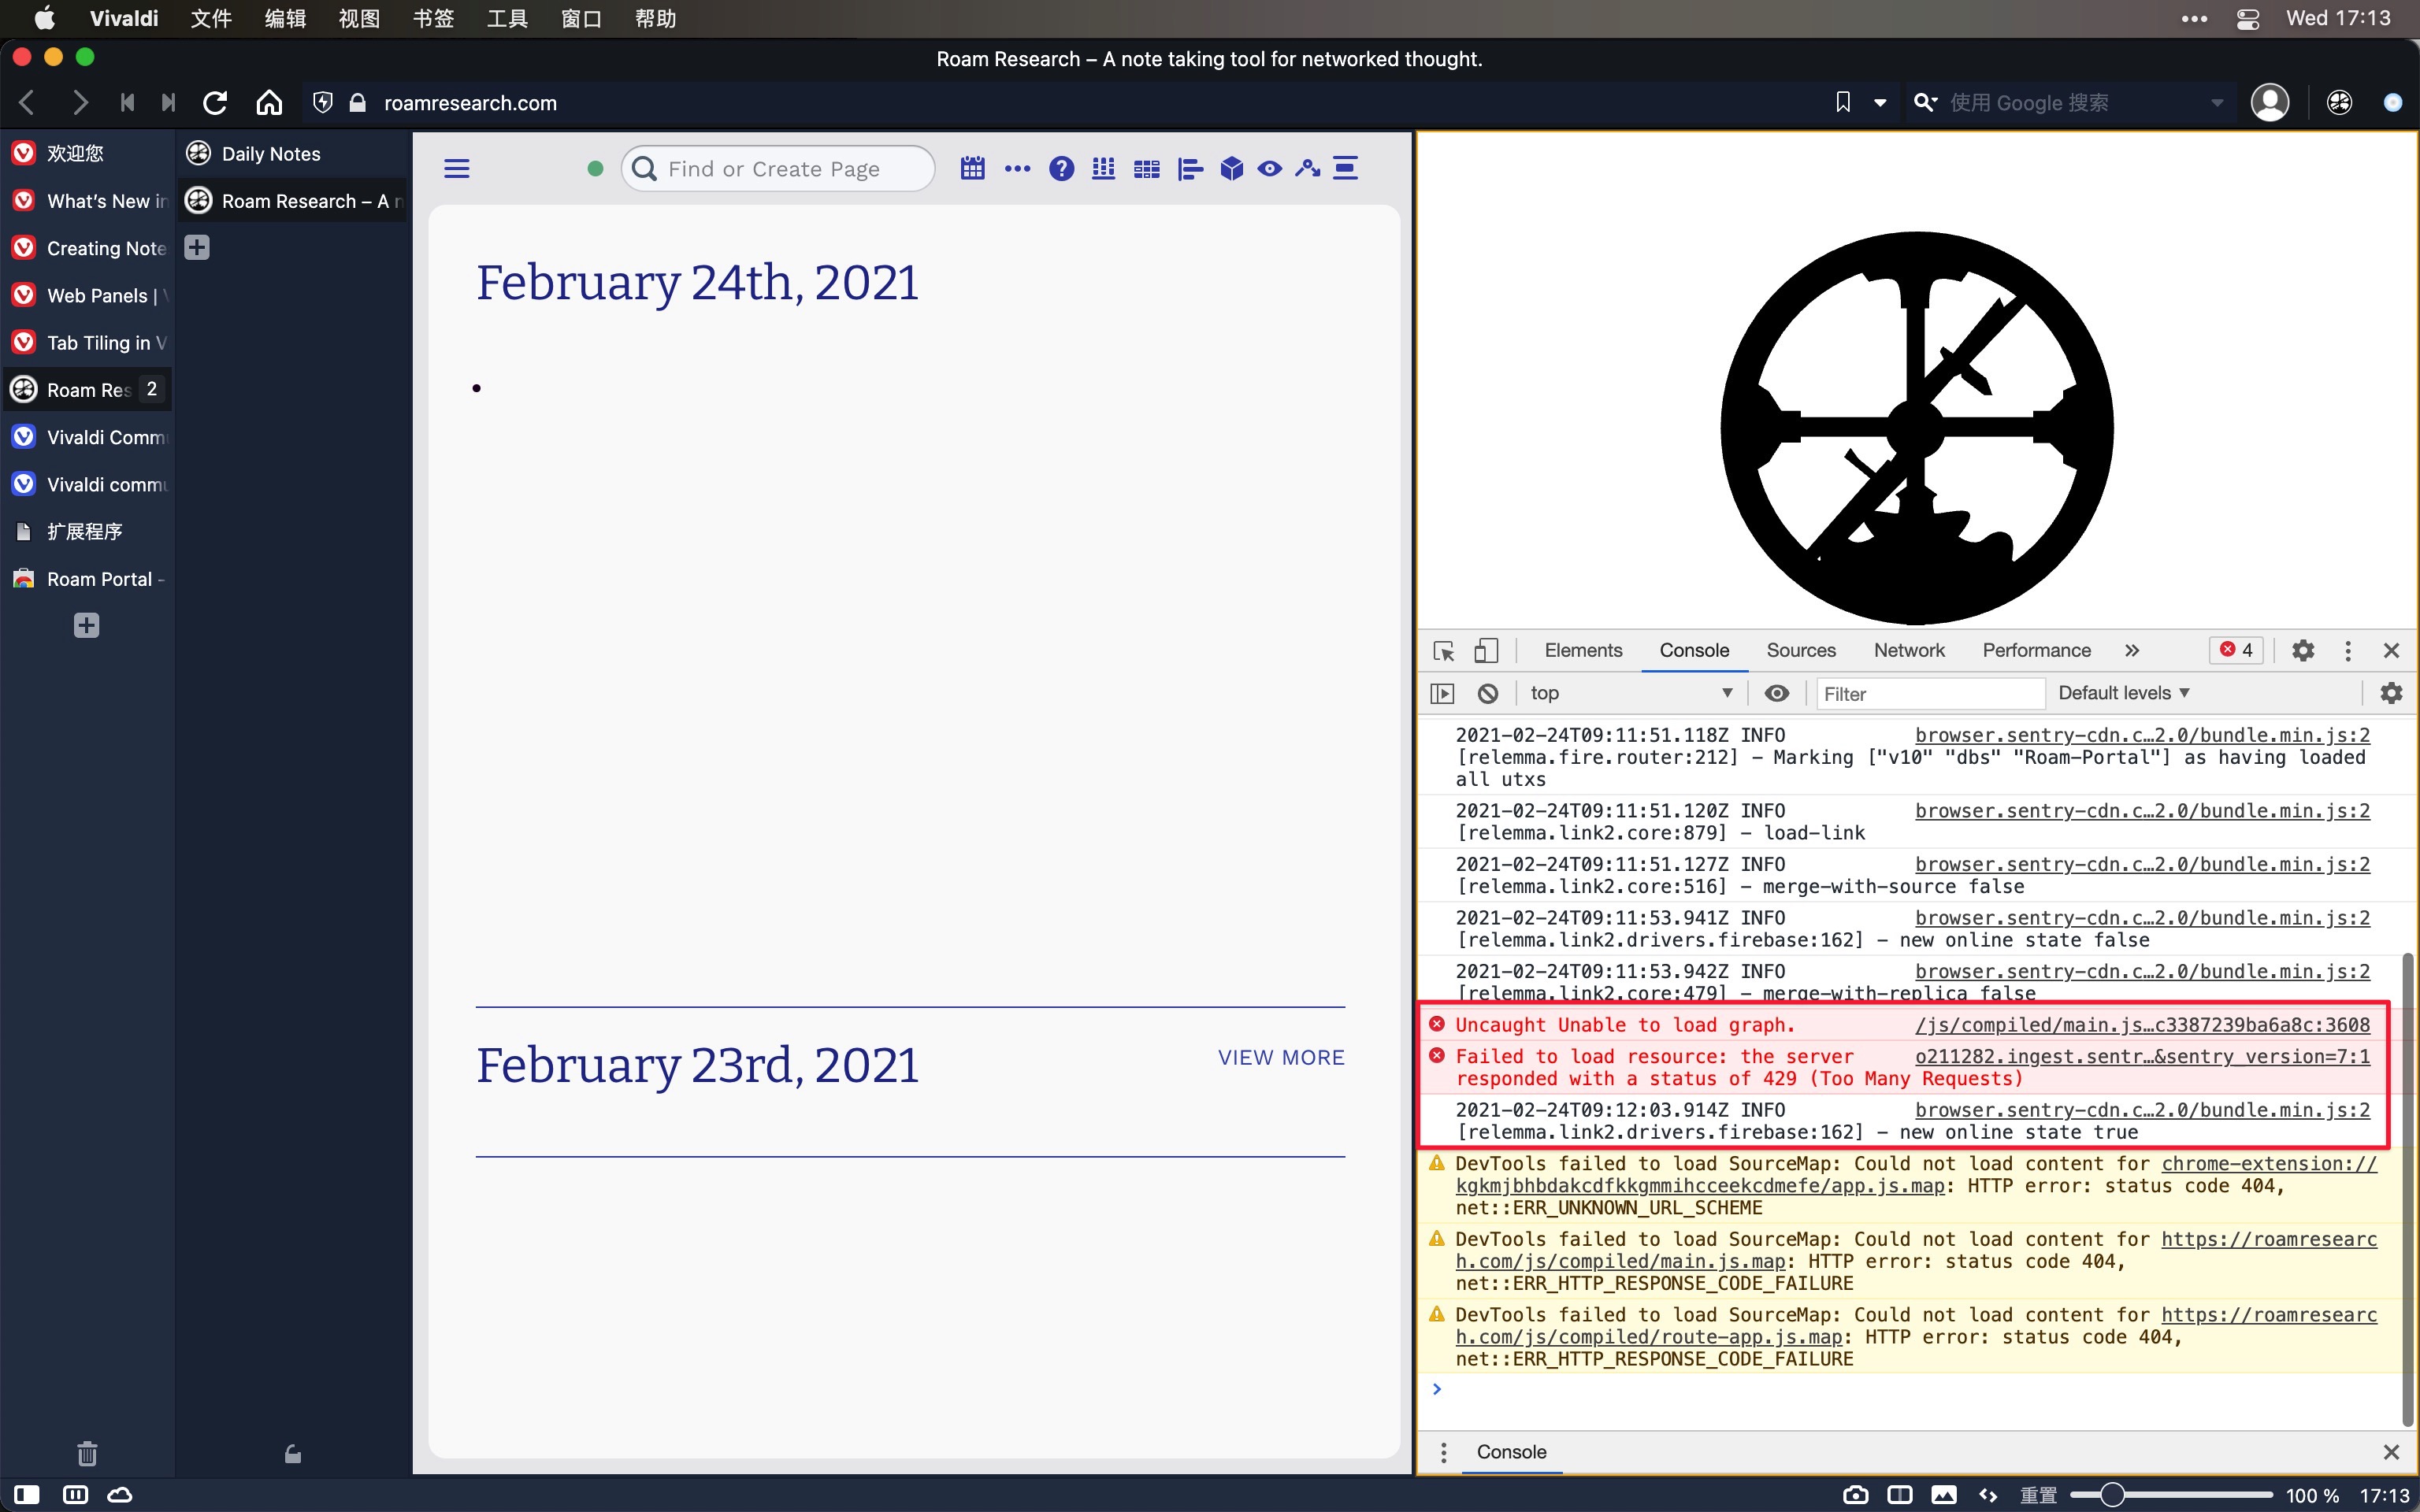 Vivaldi 文件 编辑 视图 书签 工具 窗口 帮助 Wed 17:13
Roam Research – A note taking tool for networked thought.
roamresearch.com 使用 Google 搜索
欢迎您
What's New in
Creating Note
Web Panels |
Tab Tiling in V
Roam Res 2
Vivaldi Comm
Vivaldi commu
扩展程序
Roam Portal -
Daily Notes
Roam Research – A n
Find or Create Page
February 24th, 2021
February 23rd, 2021
VIEW MORE
Elements Console Sources Network Performance » 4
top Filter Default levels
2021-02-24T09:11:51.118Z INFO browser.sentry-cdn.c…2.0/bundle.min.js:2
[relemma.fire.router:212] – Marking ["v10" "dbs" "Roam-Portal"] as having loaded
all utxs
2021-02-24T09:11:51.120Z INFO browser.sentry-cdn.c…2.0/bundle.min.js:2
[relemma.link2.core:879] – load-link
2021-02-24T09:11:51.127Z INFO browser.sentry-cdn.c…2.0/bundle.min.js:2
[relemma.link2.core:516] – merge-with-source false
2021-02-24T09:11:53.941Z INFO browser.sentry-cdn.c…2.0/bundle.min.js:2
[relemma.link2.drivers.firebase:162] – new online state false
2021-02-24T09:11:53.942Z INFO browser.sentry-cdn.c…2.0/bundle.min.js:2
[relemma.link2.core:479] – merge-with-replica false
Uncaught Unable to load graph. /js/compiled/main.js…c3387239ba6a8c:3608
Failed to load resource: the server o211282.ingest.sentr…&sentry_version=7:1
responded with a status of 429 (Too Many Requests)
2021-02-24T09:12:03.914Z INFO browser.sentry-cdn.c…2.0/bundle.min.js:2
[relemma.link2.drivers.firebase:162] – new online state true
DevTools failed to load SourceMap: Could not load content for chrome-extension://
kgkmjbhbdakcdfkkgmmihcceekcdmefe/app.js.map: HTTP error: status code 404,
net::ERR_UNKNOWN_URL_SCHEME
DevTools failed to load SourceMap: Could not load content for https://roamresearc
h.com/js/compiled/main.js.map: HTTP error: status code 404,
net::ERR_HTTP_RESPONSE_CODE_FAILURE
DevTools failed to load SourceMap: Could not load content for https://roamresearc
h.com/js/compiled/route-app.js.map: HTTP error: status code 404,
net::ERR_HTTP_RESPONSE_CODE_FAILURE
Console
重置 100 % 17:13